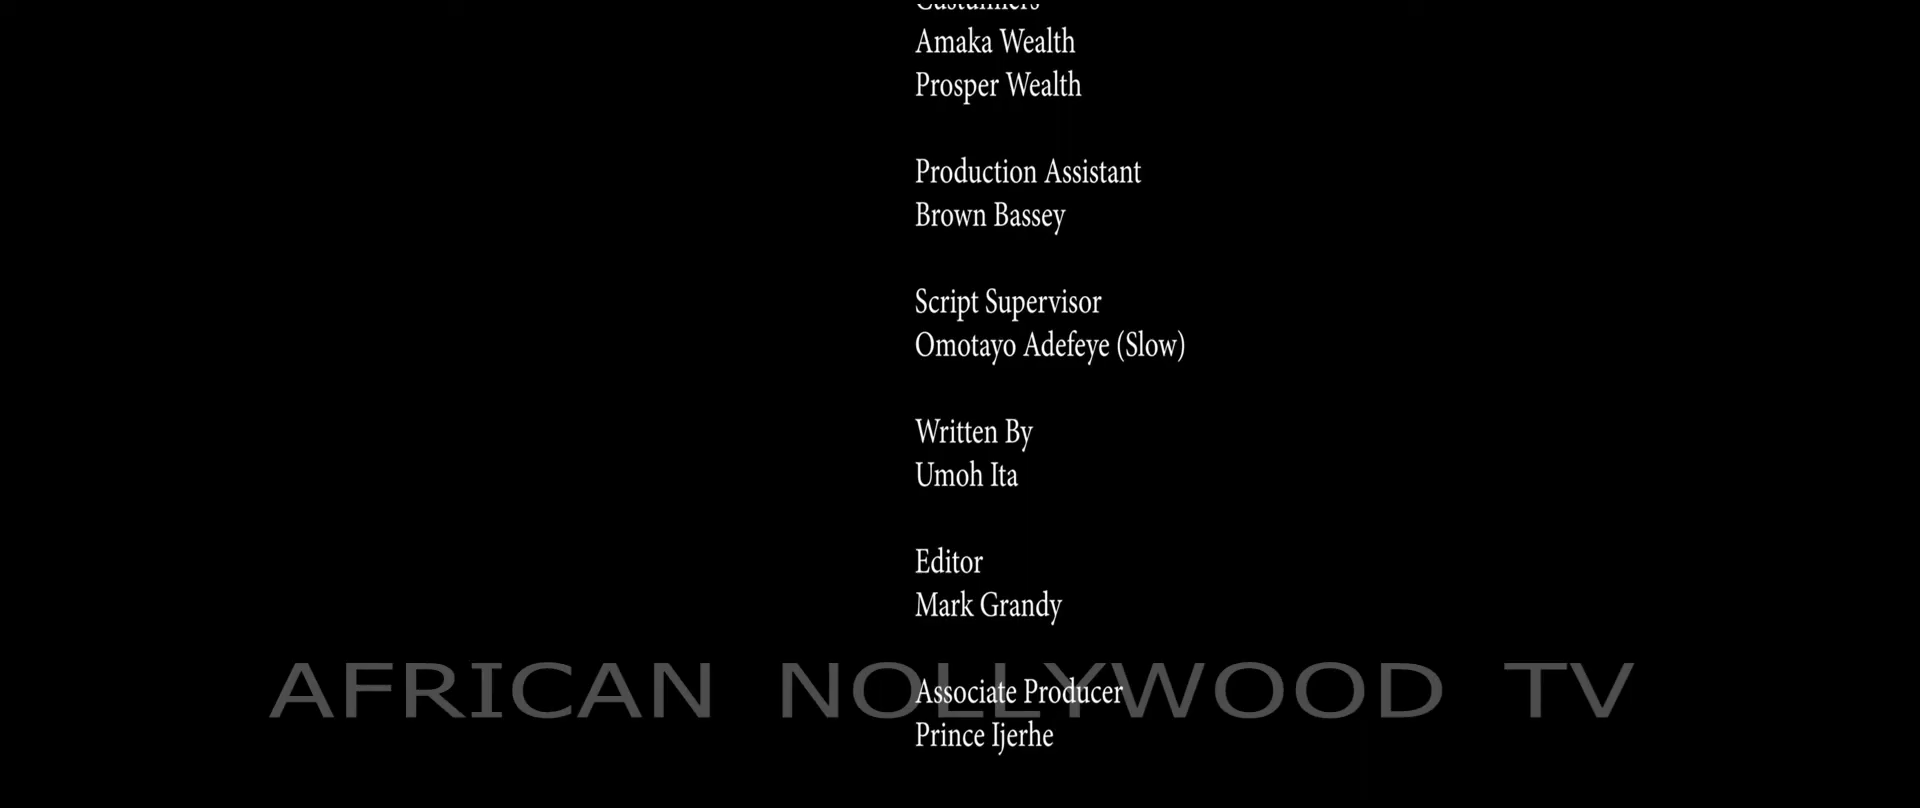 Amaka Wealth
Prosper Wealth
Production Assistant
Brown Bassey
Script Supervisor
Omotayo Adefeye (Slow)
Written By
Umoh Ita
Editor
Mark Grandy
AFRICAN NOLLYWOOD TV
Associate Producer
Prince Ijerhe